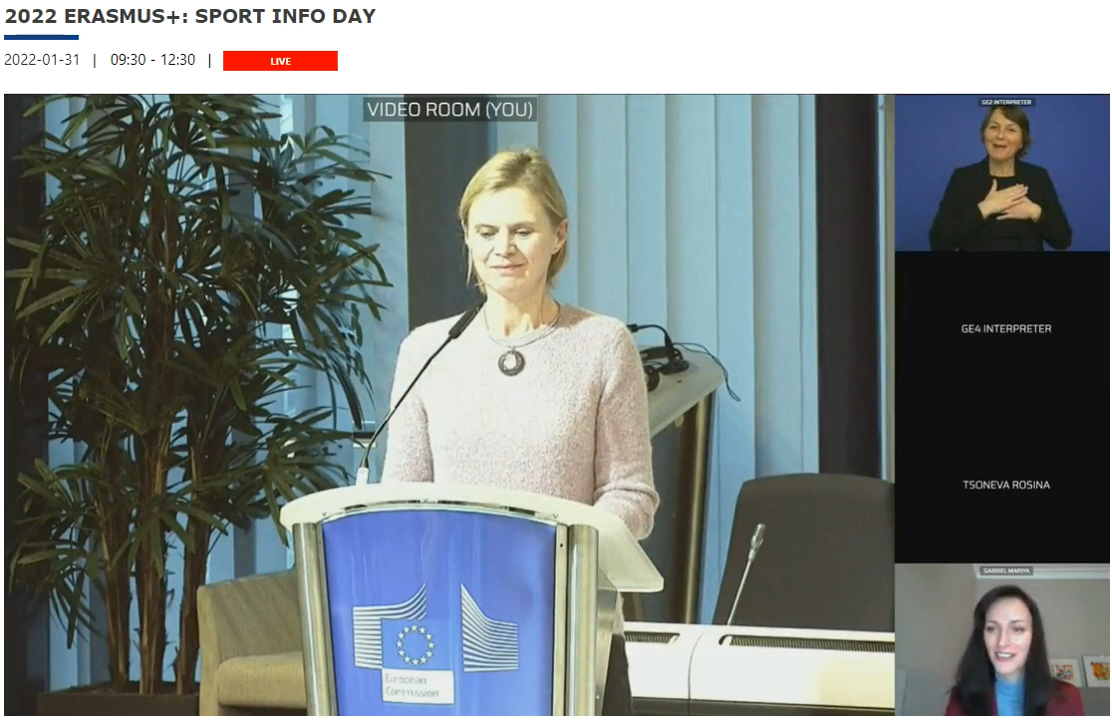 2022 ERASMUS+: SPORT INFO DAY
2022-01-31 | 09:30 - 12:30 | LIVE
VIDEO ROOM (YOU)
GE2 INTERPRETER
GE4 INTERPRETER
TSONEVA ROSINA
GABRIEL MARIYA
European
Commission